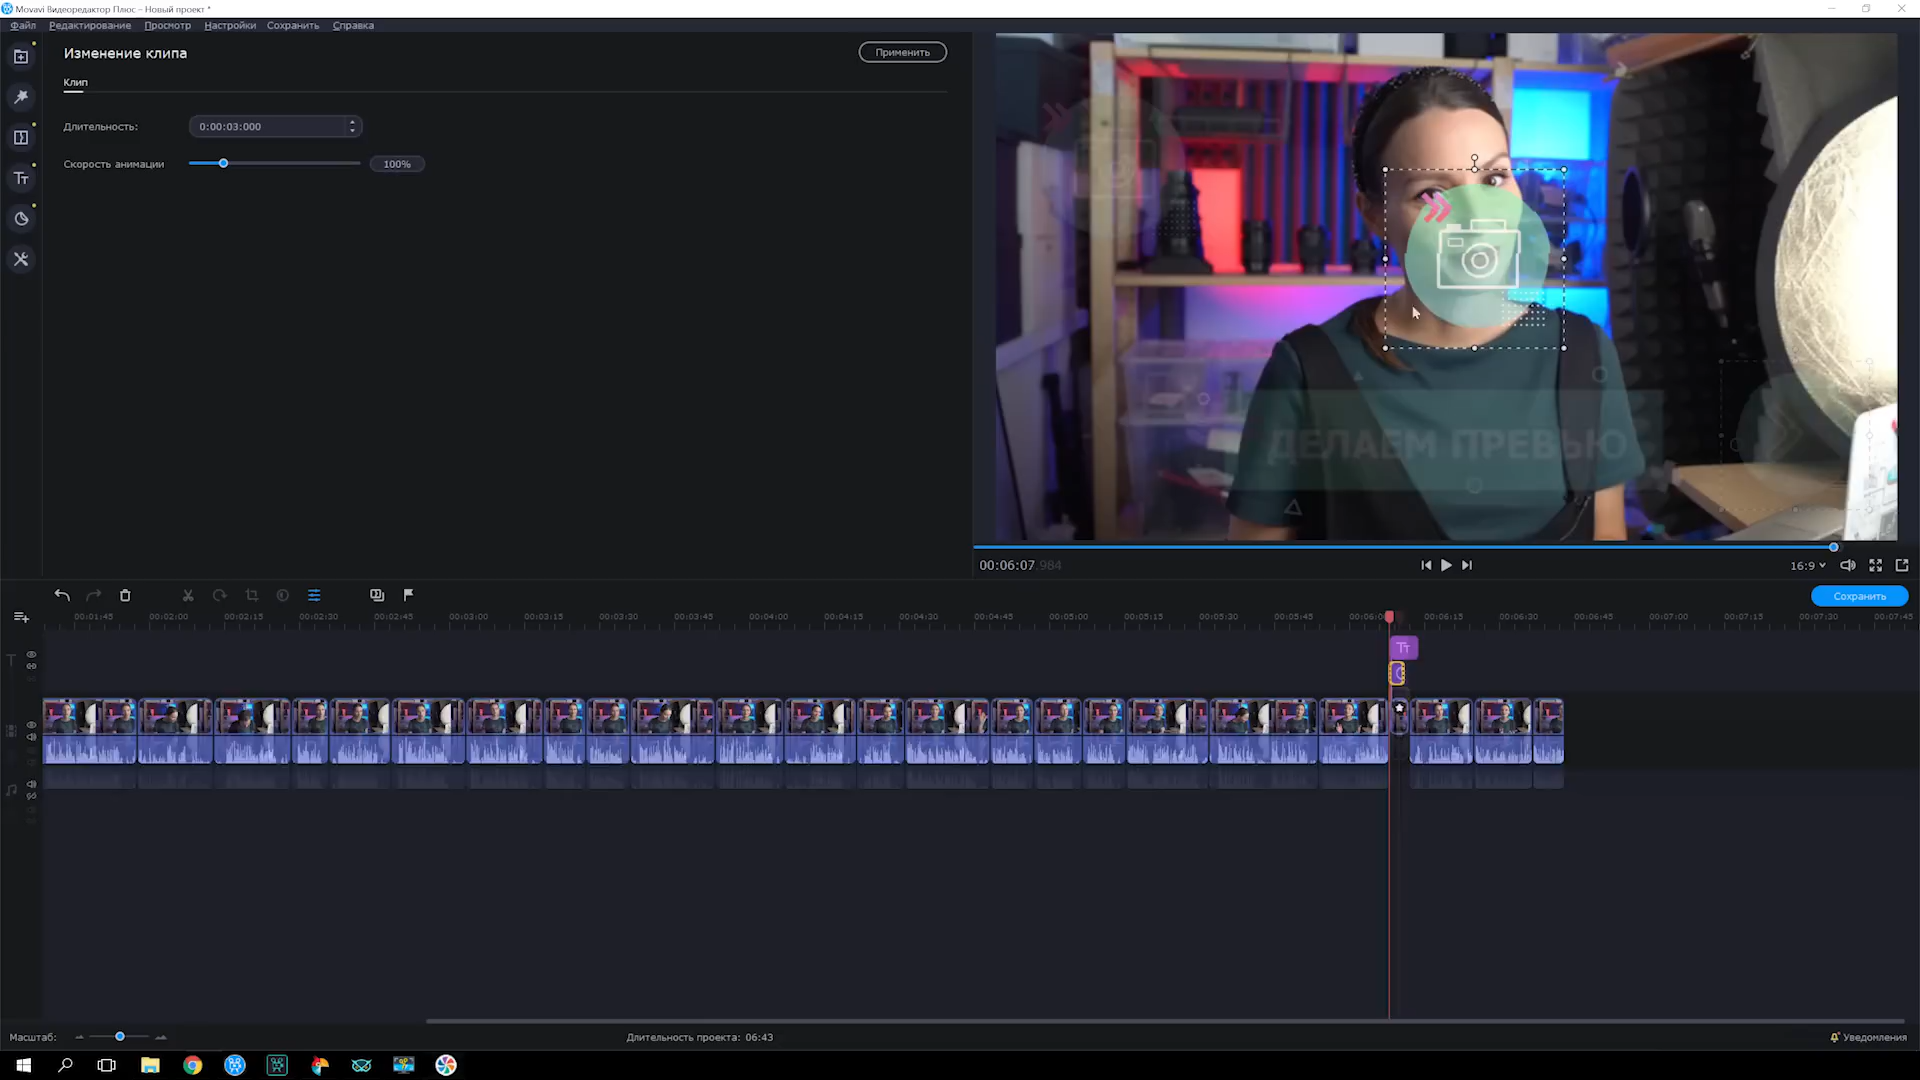 Movavi Видеоредактор Плюс – Новый проект *
Файл Редактирование Просмотр Настройки Сохранить Справка
Изменение клипа
Применить
Клип
Длительность: 0:00:03:000
Скорость анимации 100%
ДЕЛАЕМ ПРЕВЬЮ
00:06:07.984
16:9
Сохранить
00:01:45 00:02:00 00:02:15 00:02:30 00:02:45 00:03:00 00:03:15 00:03:30 00:03:45 00:04:00 00:04:15 00:04:30 00:04:45 00:05:00 00:05:15 00:05:30 00:05:45 00:06:00 00:06:15 00:06:30 00:06:45 00:07:00 00:07:15 00:07:30 00:07:45
Масштаб:
Длительность проекта: 06:43
Уведомления